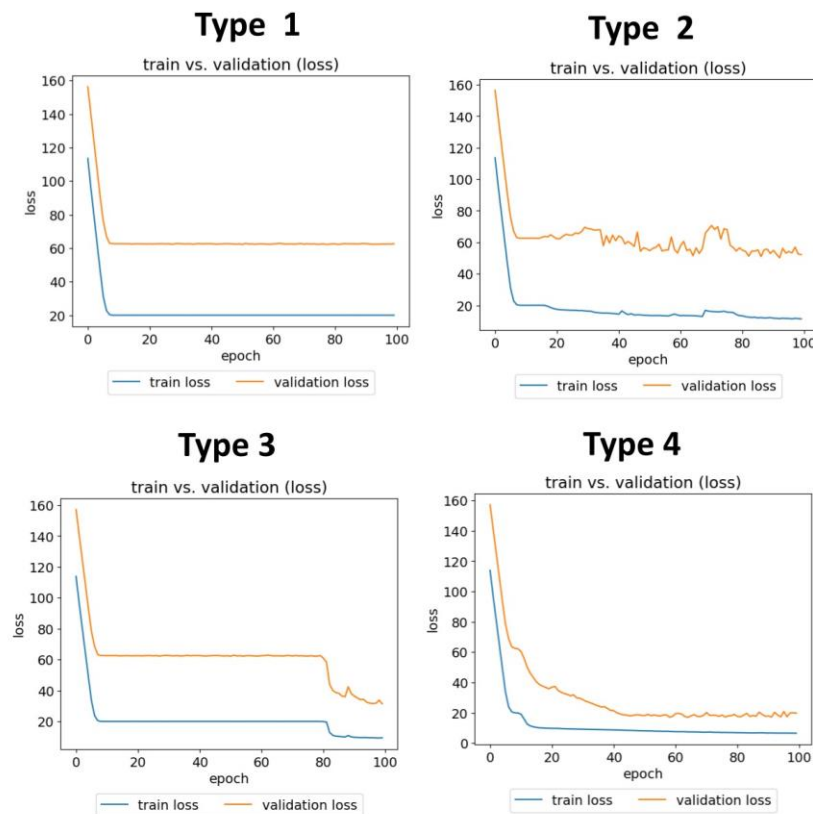 Type 1
train vs. validation (loss)
160
140
120
100
80
60
40
20
loss
0 20 40 60 80 100
epoch
train loss validation loss
Type 2
train vs. validation (loss)
160
140
120
100
80
60
40
20
loss
0 20 40 60 80 100
epoch
train loss validation loss
Type 3
train vs. validation (loss)
160
140
120
100
80
60
40
20
loss
0 20 40 60 80 100
epoch
train loss validation loss
Type 4
train vs. validation (loss)
160
140
120
100
80
60
40
20
0
loss
0 20 40 60 80 100
epoch
train loss validation loss